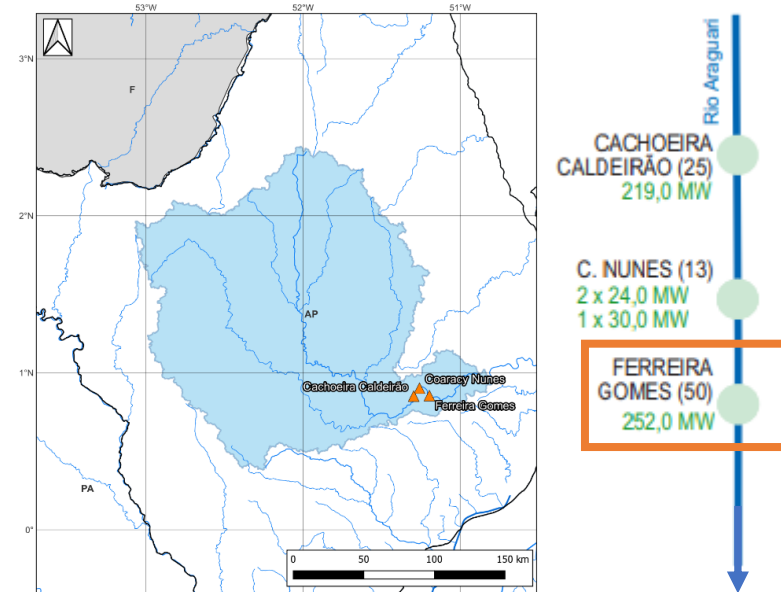 53°W
52°W
51°W
3°N
2°N
1°N
0°
F
AP
PA
Cachoeira Caldeirão
Coaracy Nunes
Ferreira Gomes
0 50 100 150 km
Rio Araguari
CACHOEIRA
CALDEIRÃO (25)
219,0 MW
C. NUNES (13)
2 x 24,0 MW
1 x 30,0 MW
FERREIRA
GOMES (50)
252,0 MW